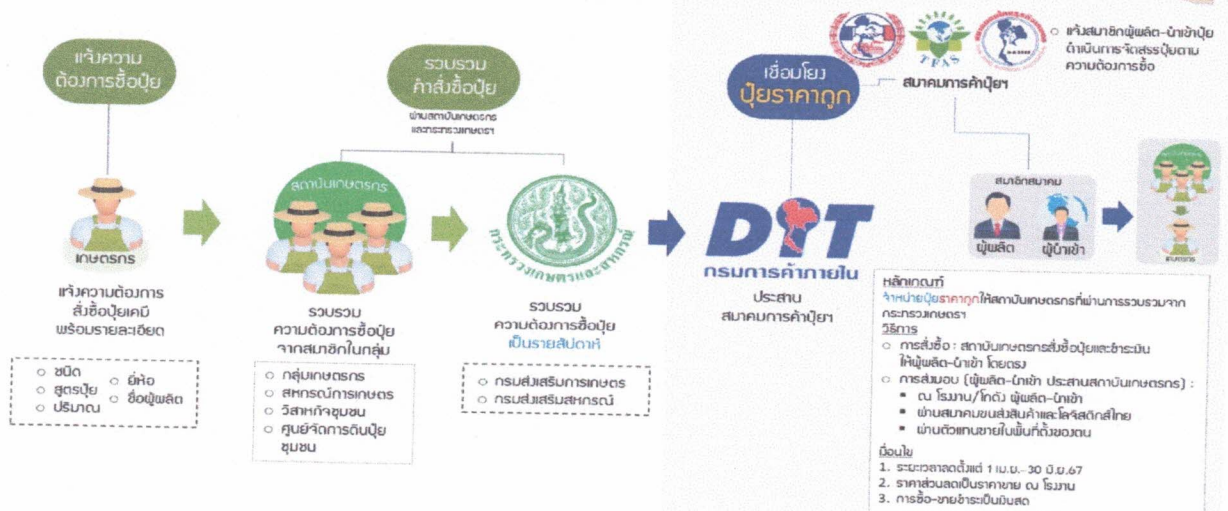 แจ้งความ
ต้องการซื้อปุ๋ย
เกษตรกร
แจ้งความต้องการ
สั่งซื้อปุ๋ยเคมี
พร้อมรายละเอียด
○ ชนิด
○ สูตรปุ๋ย
○ ปริมาณ
○ ยี่ห้อ
○ ชื่อผู้ผลิต
รวบรวม
คำสั่งซื้อปุ๋ย
ผ่านสถาบันเกษตรกร
และกระทรวงเกษตรฯ
สถาบันเกษตรกร
รวบรวม
ความต้องการซื้อปุ๋ย
จากสมาชิกในกลุ่ม
○ กลุ่มเกษตรกร
○ สหกรณ์การเกษตร
○ วิสาหกิจชุมชน
○ ศูนย์จัดการดินปุ๋ย
ชุมชน
กระทรวงเกษตรและสหกรณ์
รวบรวม
ความต้องการซื้อปุ๋ย
เป็นรายสัปดาห์
○ กรมส่งเสริมการเกษตร
○ กรมส่งเสริมสหกรณ์
เชื่อมโยง
ปุ๋ยราคาถูก
DIT
กรมการค้าภายใน
ประสาน
สมาคมการค้าปุ๋ยฯ
TFAS
สมาคมการค้าปุ๋ยฯ
○ แจ้งสมาชิกผู้ผลิต-นำเข้าปุ๋ย
ดำเนินการจัดสรรปุ๋ยตาม
ความต้องการซื้อ
สมาชิกสมาคม
ผู้ผลิต ผู้นำเข้า
เกษตรกร
หลักเกณฑ์
จำหน่ายปุ๋ยราคาถูกให้สถาบันเกษตรกรที่ผ่านการรวบรวมจาก
กระทรวงเกษตรฯ
วิธีการ
○ การสั่งซื้อ : สถาบันเกษตรกรสั่งซื้อปุ๋ยและชำระเงิน
ให้ผู้ผลิต-นำเข้า โดยตรง
○ การส่งมอบ (ผู้ผลิต-นำเข้า ประสานสถาบันเกษตรกร) :
▪ ณ โรงงาน/โกดัง ผู้ผลิต-นำเข้า
▪ ผ่านสมาคมขนส่งสินค้าและโลจิสติกส์ไทย
▪ ผ่านตัวแทนขายในพื้นที่ตั้งของตน
เงื่อนไข
1. ระยะเวลาลดตั้งแต่ 1 เม.ย.- 30 มิ.ย.67
2. ราคาส่วนลดเป็นราคาขาย ณ โรงงาน
3. การซื้อ-ขายชำระเป็นเงินสด